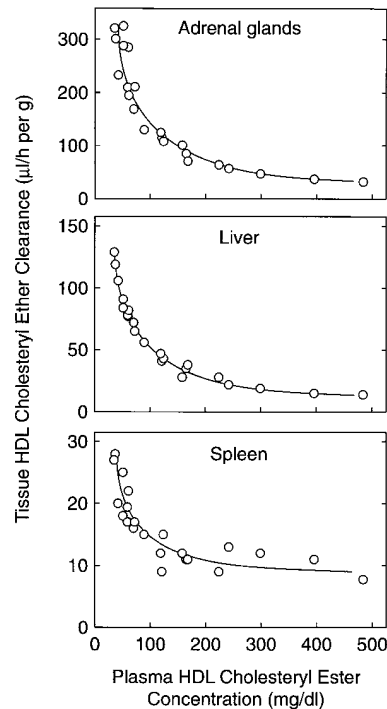 Tissue HDL Cholesteryl Ether Clearance (μl/h per g)
Adrenal glands
300
200
100
0
Liver
150
100
50
0
Spleen
30
20
10
0
0 100 200 300 400 500
Plasma HDL Cholesteryl Ester
Concentration (mg/dl)